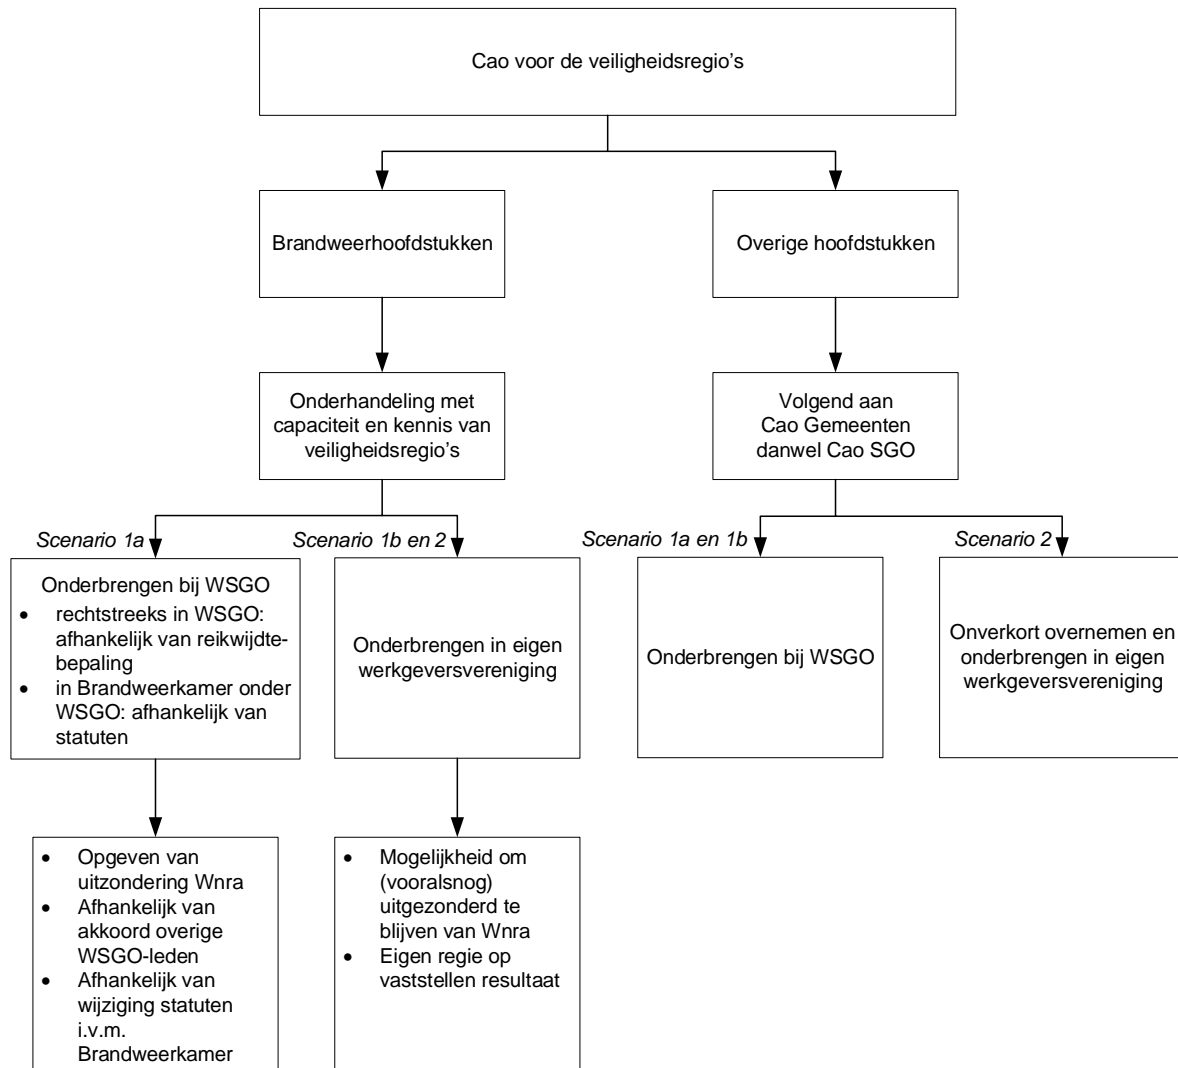 Cao voor de veiligheidsregio's
Brandweerhoofdstukken
Overige hoofdstukken
Onderhandeling met
capaciteit en kennis van
veiligheidsregio's
Volgend aan
Cao Gemeenten
danwel Cao SGO
Scenario 1a
Scenario 1b en 2
Scenario 1a en 1b
Scenario 2
Onderbrengen bij WSGO
• rechtstreeks in WSGO:
afhankelijk van reikwijdte-
bepaling
• in Brandweerkamer onder
WSGO: afhankelijk van
statuten
Onderbrengen in eigen
werkgeversvereniging
Onderbrengen bij WSGO
Onverkort overnemen en
onderbrengen in eigen
werkgeversvereniging
• Opgeven van
uitzondering Wnra
• Afhankelijk van
akkoord overige
WSGO-leden
• Afhankelijk van
wijziging statuten
i.v.m.
Brandweerkamer
• Mogelijkheid om
(vooralsnog)
uitgezonderd te
blijven van Wnra
• Eigen regie op
vaststellen resultaat